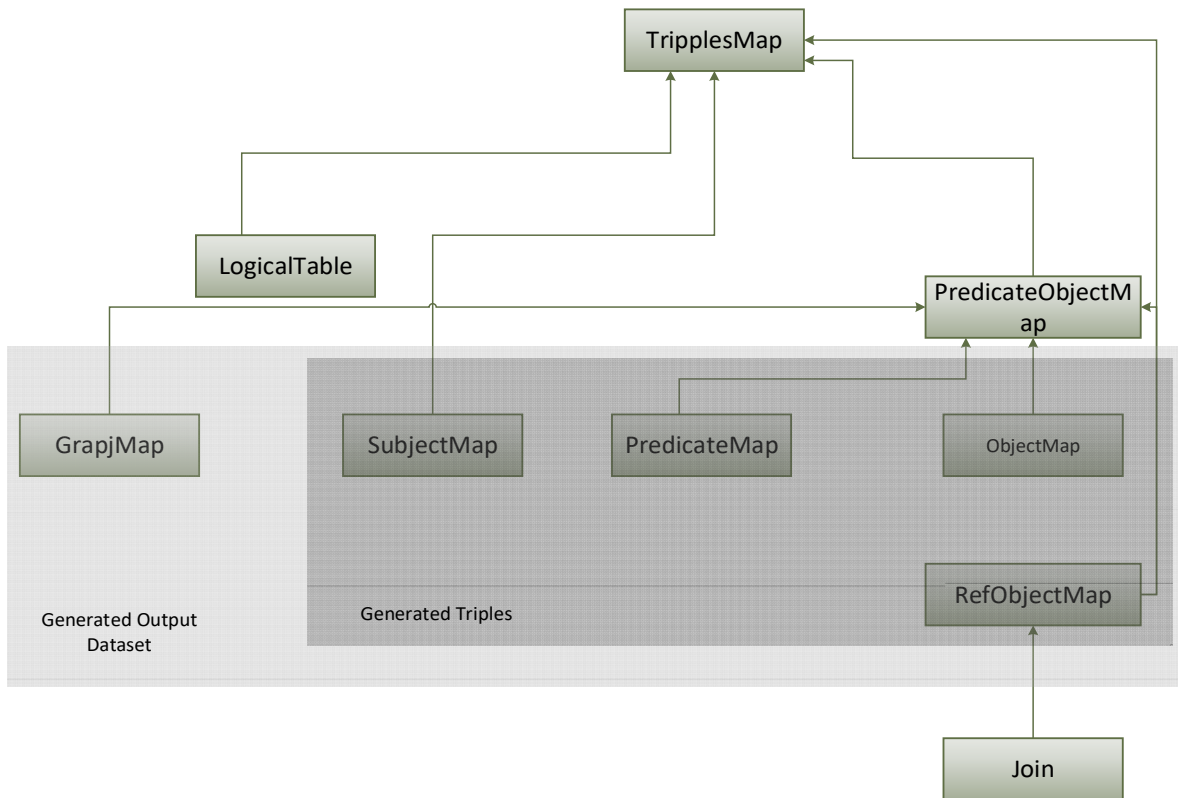 TripplesMap
LogicalTable
PredicateObjectM
ap
GrapjMap
SubjectMap
PredicateMap
ObjectMap
RefObjectMap
Generated Output
Dataset
Generated Triples
Join